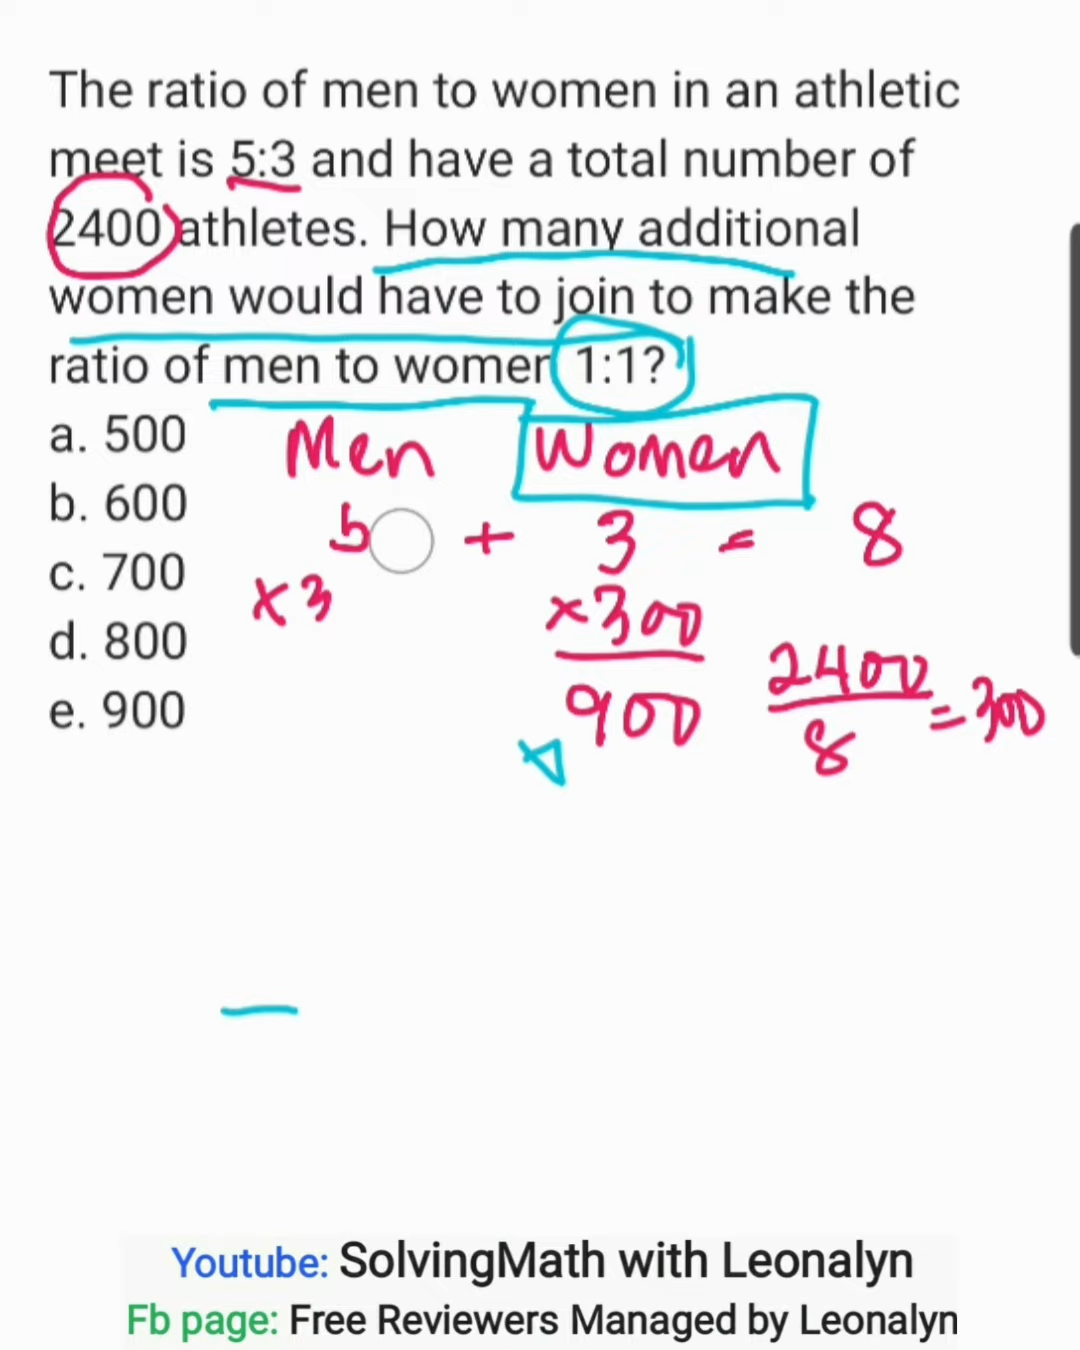 The ratio of men to women in an athletic
meet is 5:3 and have a total number of
2400 athletes. How many additional
women would have to join to make the
ratio of men to women 1:1?
a. 500
b. 600
c. 700
d. 800
e. 900
Men Women
5 + 3 = 8
x3 x300
900
2400
8
= 300
Youtube: SolvingMath with Leonalyn
Fb page: Free Reviewers Managed by Leonalyn